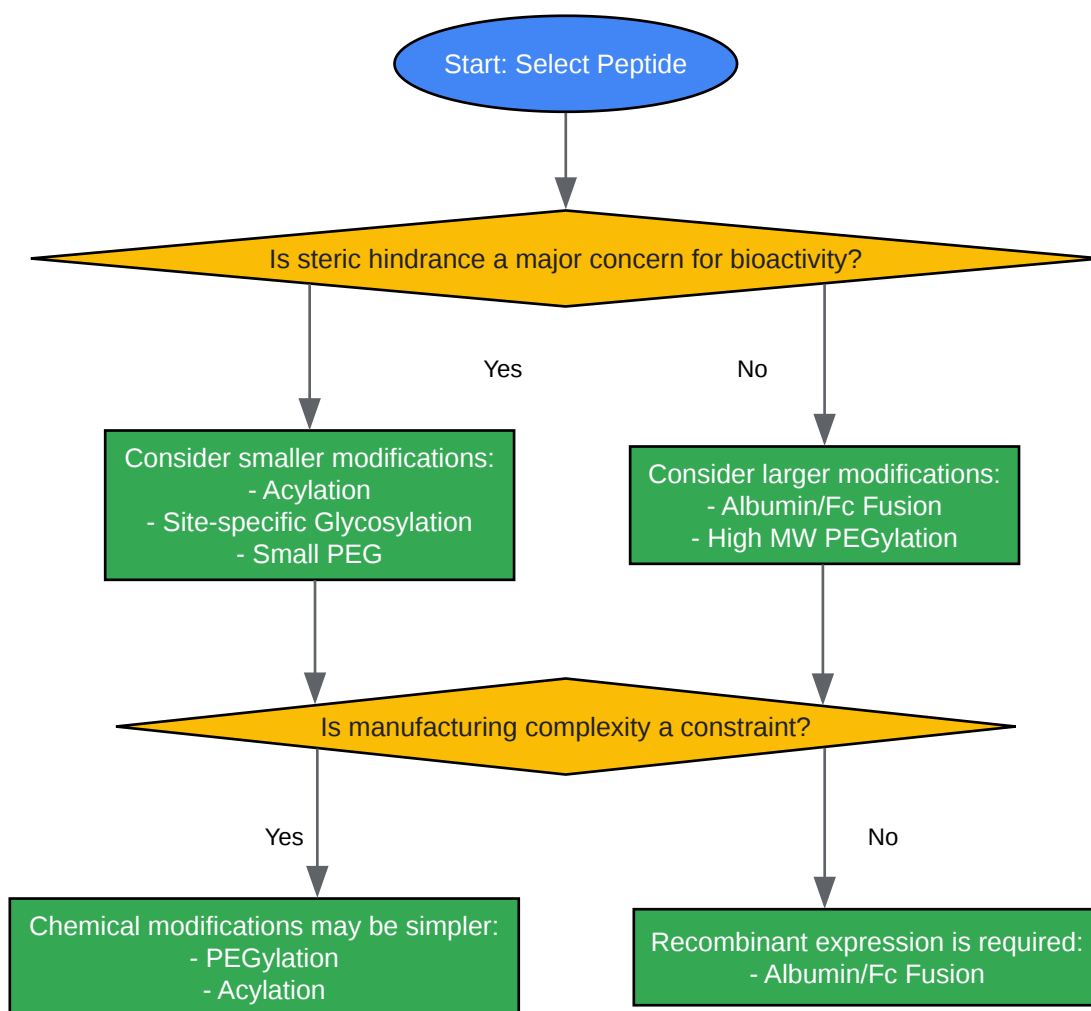 Start: Select Peptide
Is steric hindrance a major concern for bioactivity?
Yes
No
Consider smaller modifications:
- Acylation
- Site-specific Glycosylation
- Small PEG
Consider larger modifications:
- Albumin/Fc Fusion
- High MW PEGylation
Is manufacturing complexity a constraint?
Yes
No
Chemical modifications may be simpler:
- PEGylation
- Acylation
Recombinant expression is required:
- Albumin/Fc Fusion